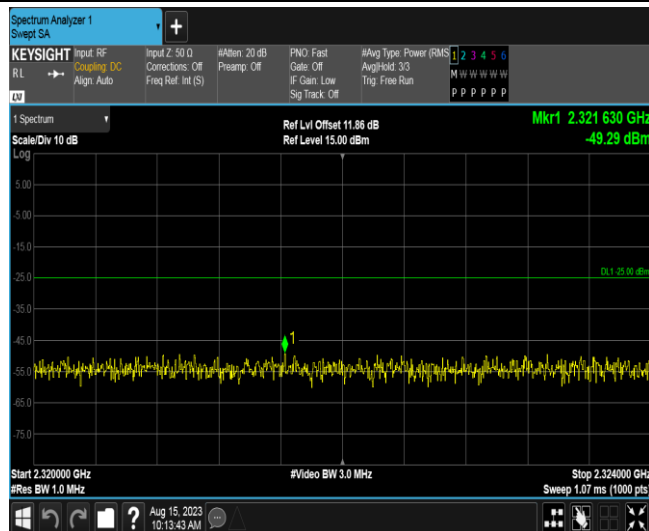 Spectrum Analyzer 1
Swept SA
+
KEYSIGHT
RL
LXI
Input: RF
Coupling: DC
Align: Auto
Input Z: 50 Ω
Corrections: Off
Freq Ref: Int (S)
#Atten: 20 dB
Preamp: Off
PNO: Fast
Gate: Off
IF Gain: Low
Sig Track: Off
#Avg Type: Power (RMS
Avg|Hold: 3/3
Trig: Free Run
1 2 3 4 5 6
M W W W W W
P P P P P P
1 Spectrum
Scale/Div 10 dB
Ref Lvl Offset 11.86 dB
Ref Level 15.00 dBm
Mkr1 2.321 630 GHz
-49.29 dBm
Log
5.00
-5.00
-15.0
-25.0
DL1 -25.00 dBm
-35.0
-45.0
1
-55.0
-65.0
-75.0
Start 2.320000 GHz
#Res BW 1.0 MHz
#Video BW 3.0 MHz
Stop 2.324000 GHz
Sweep 1.07 ms (1000 pts)
?
Aug 15, 2023
10:13:43 AM